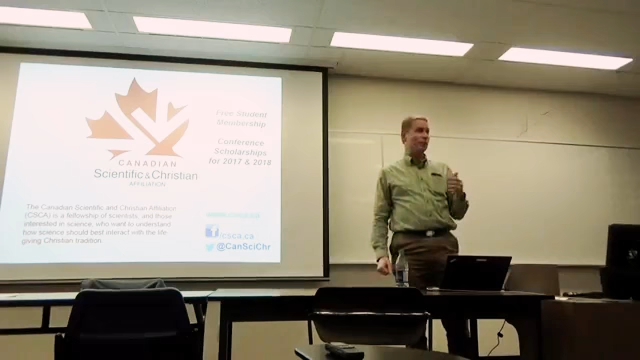 Free Student
Membership
Conference
Scholarships
for 2017 & 2018
CANADIAN
Scientific & Christian
AFFILIATION
The Canadian Scientific and Christian Affiliation
(CSCA) is a fellowship of scientists, and those
interested in science, who want to understand
how science should best interact with the life
giving Christian tradition.
/csca.ca
@CanSciChr